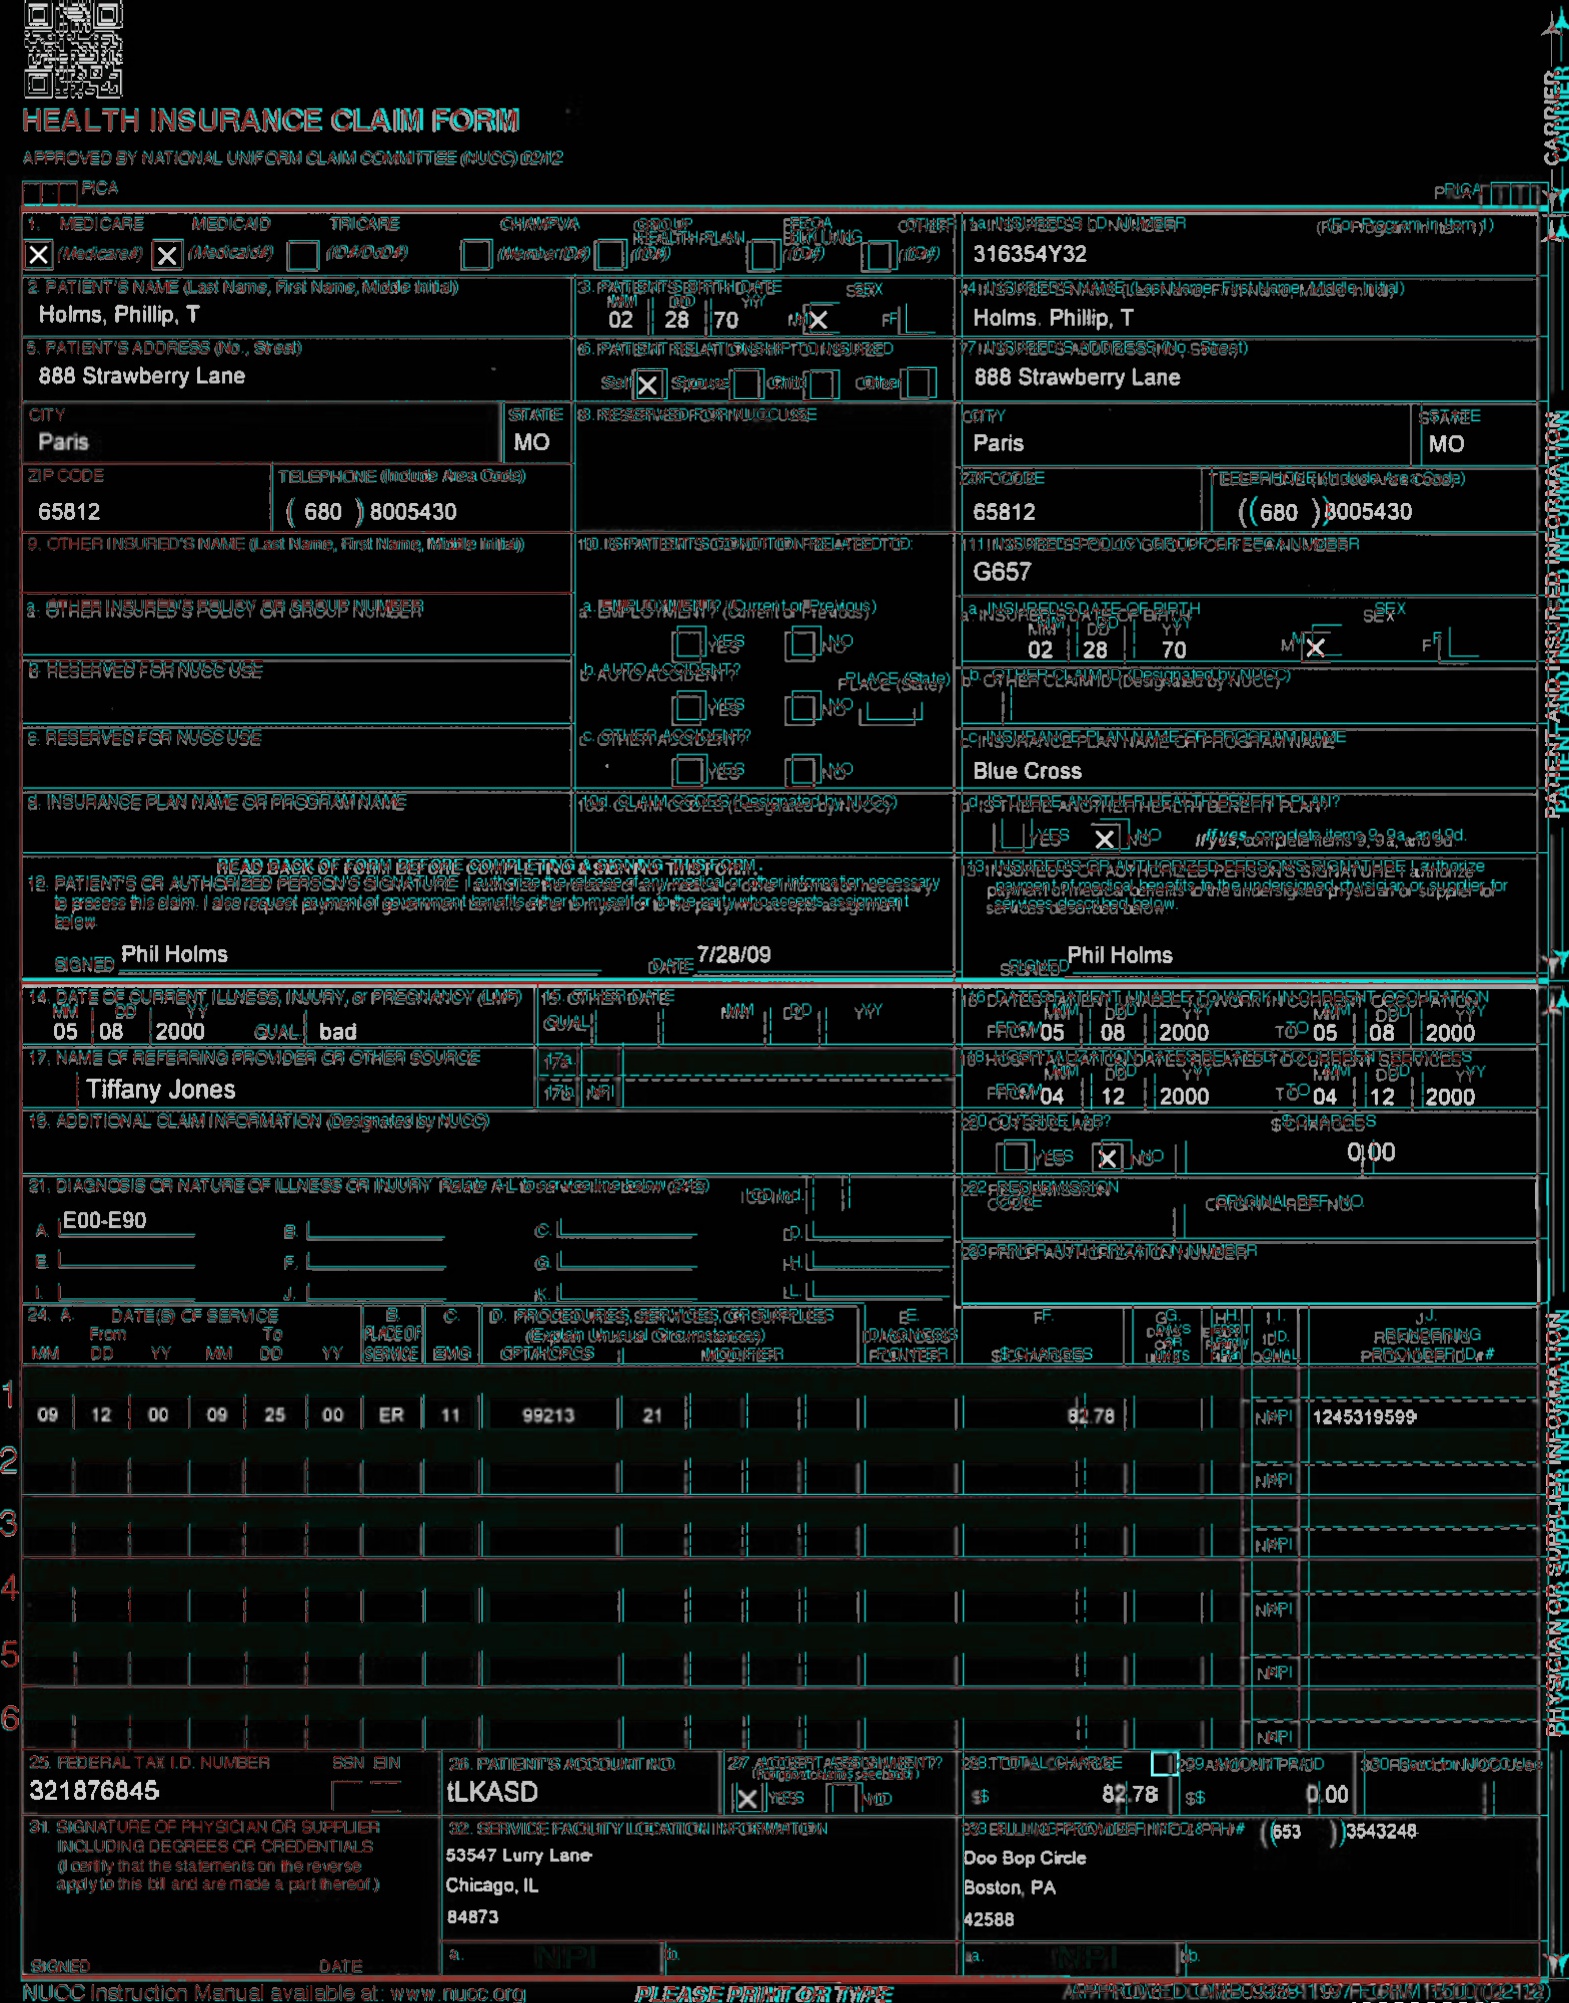 HEALTH INSURANCE CLAIM FORM
APPROVED BY NATIONAL UNIFORM CLAIM COMMITTEE (NUCC) 02/12
PICA PICA
CARRIER
1. MEDICARE MEDICAID TRICARE CHAMPVA GROUP HEALTH PLAN FECA BLK LUNG OTHER
(Medicare#) (Medicaid#) (ID#/DoD#) (Member ID#) (ID#) (ID#) (ID#)
1a. INSURED'S I.D. NUMBER (For Program in Item 1)
316354Y32
2. PATIENT'S NAME (Last Name, First Name, Middle Initial)
Holms, Phillip, T
3. PATIENT'S BIRTH DATE SEX
MM DD YY
02 28 70 M X F
4. INSURED'S NAME (Last Name, First Name, Middle Initial)
Holms. Phillip, T
5. PATIENT'S ADDRESS (No., Street)
888 Strawberry Lane
6. PATIENT RELATIONSHIP TO INSURED
Self X Spouse Child Other
7. INSURED'S ADDRESS (No., Street)
888 Strawberry Lane
CITY STATE
Paris MO
8. RESERVED FOR NUCC USE
CITY STATE
Paris MO
ZIP CODE TELEPHONE (Include Area Code)
65812 ( 680 ) 8005430
ZIP CODE TELEPHONE (Include Area Code)
65812 ( 680 ) 8005430
9. OTHER INSURED'S NAME (Last Name, First Name, Middle Initial)
10. IS PATIENT'S CONDITION RELATED TO:
11. INSURED'S POLICY GROUP OR FECA NUMBER
G657
a. OTHER INSURED'S POLICY OR GROUP NUMBER
a. EMPLOYMENT? (Current or Previous)
YES NO
a. INSURED'S DATE OF BIRTH SEX
MM DD YY
02 28 70 M X F
b. RESERVED FOR NUCC USE
b. AUTO ACCIDENT? PLACE (State)
YES NO
b. OTHER CLAIM ID (Designated by NUCC)
c. RESERVED FOR NUCC USE
c. OTHER ACCIDENT?
YES NO
c. INSURANCE PLAN NAME OR PROGRAM NAME
Blue Cross
d. INSURANCE PLAN NAME OR PROGRAM NAME
10d. CLAIM CODES (Designated by NUCC)
d. IS THERE ANOTHER HEALTH BENEFIT PLAN?
YES X NO If yes, complete items 9, 9a, and 9d.
PATIENT AND INSURED INFORMATION
READ BACK OF FORM BEFORE COMPLETING & SIGNING THIS FORM.
12. PATIENT'S OR AUTHORIZED PERSON'S SIGNATURE I authorize the release of any medical or other information necessary
to process this claim. I also request payment of government benefits either to myself or to the party who accepts assignment
below.
SIGNED Phil Holms DATE 7/28/09
13. INSURED'S OR AUTHORIZED PERSON'S SIGNATURE I authorize
payment of medical benefits to the undersigned physician or supplier for
services described below.
SIGNED Phil Holms
14. DATE OF CURRENT ILLNESS, INJURY, or PREGNANCY (LMP)
MM DD YY
05 08 2000 QUAL. bad
15. OTHER DATE
QUAL. MM DD YY
16. DATES PATIENT UNABLE TO WORK IN CURRENT OCCUPATION
MM DD YY MM DD YY
FROM 05 08 2000 TO 05 08 2000
17. NAME OF REFERRING PROVIDER OR OTHER SOURCE
Tiffany Jones
17a.
17b. NPI
18. HOSPITALIZATION DATES RELATED TO CURRENT SERVICES
MM DD YY MM DD YY
FROM 04 12 2000 TO 04 12 2000
19. ADDITIONAL CLAIM INFORMATION (Designated by NUCC)
20. OUTSIDE LAB? $ CHARGES
YES X NO 0.00
21. DIAGNOSIS OR NATURE OF ILLNESS OR INJURY Relate A-L to service line below (24E) ICD Ind.
A. E00-E90 B. C. D.
E. F. G. H.
I. J. K. L.
22. RESUBMISSION CODE ORIGINAL REF. NO.
23. PRIOR AUTHORIZATION NUMBER
24. A. DATE(S) OF SERVICE B. C. D. PROCEDURES, SERVICES, OR SUPPLIES E. F. G. H. I. J.
From To PLACE OF (Explain Unusual Circumstances) DIAGNOSIS DAYS OR UNITS ID. RENDERING
MM DD YY MM DD YY SERVICE EMG CPT/HCPCS MODIFIER POINTER $ CHARGES QUAL. PROVIDER ID. #
1 09 12 00 09 25 00 ER 11 99213 21 82.78 NPI 1245319599
2 NPI
3 NPI
4 NPI
5 NPI
6 NPI
PHYSICIAN OR SUPPLIER INFORMATION
25. FEDERAL TAX I.D. NUMBER SSN EIN
321876845
26. PATIENT'S ACCOUNT NO.
tLKASD
27. ACCEPT ASSIGNMENT?
(For govt. claims, see back)
X YES NO
28. TOTAL CHARGE
$ 82.78
29. AMOUNT PAID
$ 0.00
30. Rsvd for NUCC Use
31. SIGNATURE OF PHYSICIAN OR SUPPLIER
INCLUDING DEGREES OR CREDENTIALS
(I certify that the statements on the reverse
apply to this bill and are made a part thereof.)
SIGNED DATE
32. SERVICE FACILITY LOCATION INFORMATION
53547 Lurry Lane
Chicago, IL
84873
a. NPI b.
33. BILLING PROVIDER INFO & PH # ( 653 ) 3543248
Doo Bop Circle
Boston, PA
42588
a. NPI b.
NUCC Instruction Manual available at: www.nucc.org
PLEASE PRINT OR TYPE